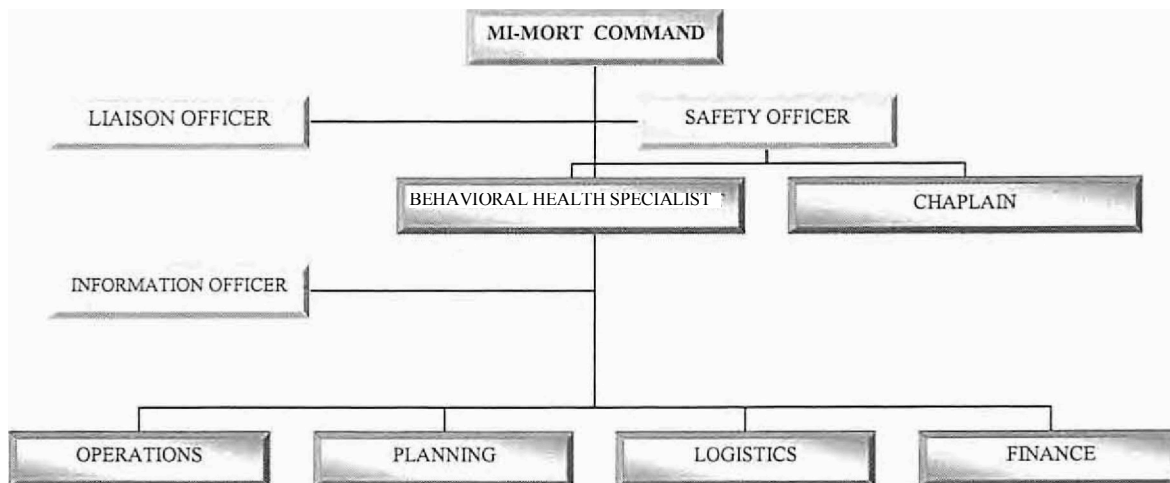 MI-MORT COMMAND
LIAISON OFFICER
SAFETY OFFICER
BEHAVIORAL HEALTH SPECIALIST
CHAPLAIN
INFORMATION OFFICER
OPERATIONS
PLANNING
LOGISTICS
FINANCE